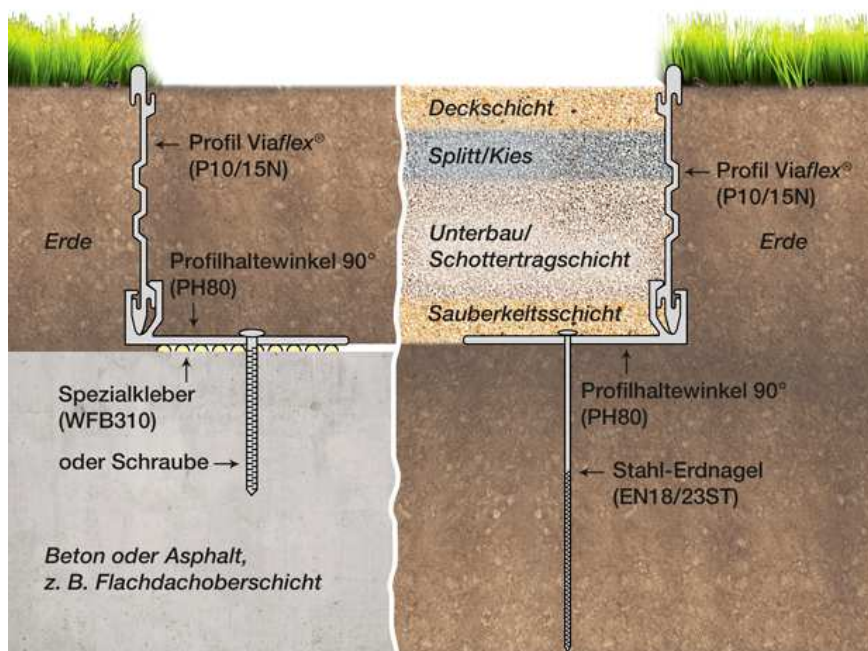 Profil Viaflex®
(P10/15N)
Erde
Profilhaltewinkel 90°
(PH80)
Spezialkleber
(WFB310)
oder Schraube
Beton oder Asphalt,
z. B. Flachdachoberschicht
Deckschicht
Splitt/Kies
Unterbau/
Schottertragschicht
Sauberkeitsschicht
Profil Viaflex®
(P10/15N)
Erde
Profilhaltewinkel 90°
(PH80)
Stahl-Erdnagel
(EN18/23ST)